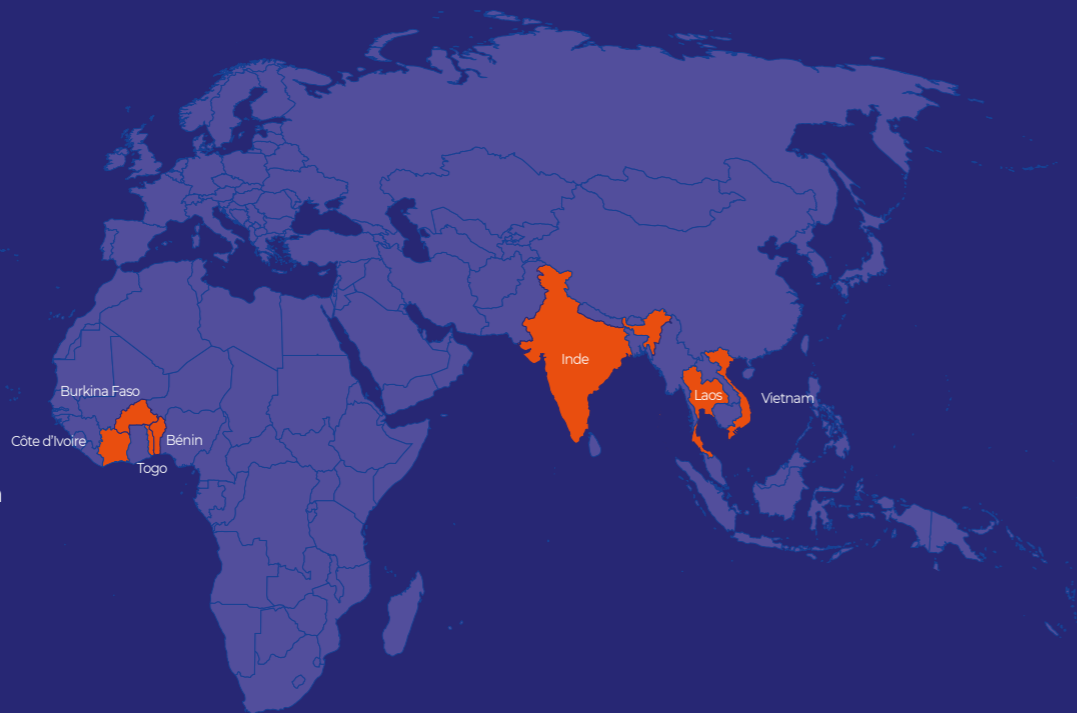 Inde
Burkina Faso
Laos
Vietnam
Côte d'Ivoire
Bénin
Togo